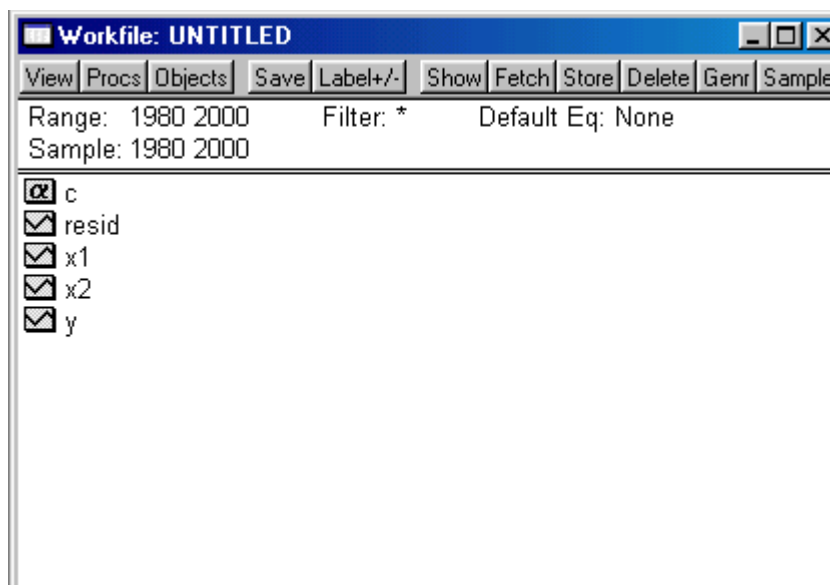 Workfile: UNTITLED
View Procs Objects Save Label+/- Show Fetch Store Delete Genr Sample
Range: 1980 2000 Filter: * Default Eq: None
Sample: 1980 2000
α c
resid
x1
x2
y